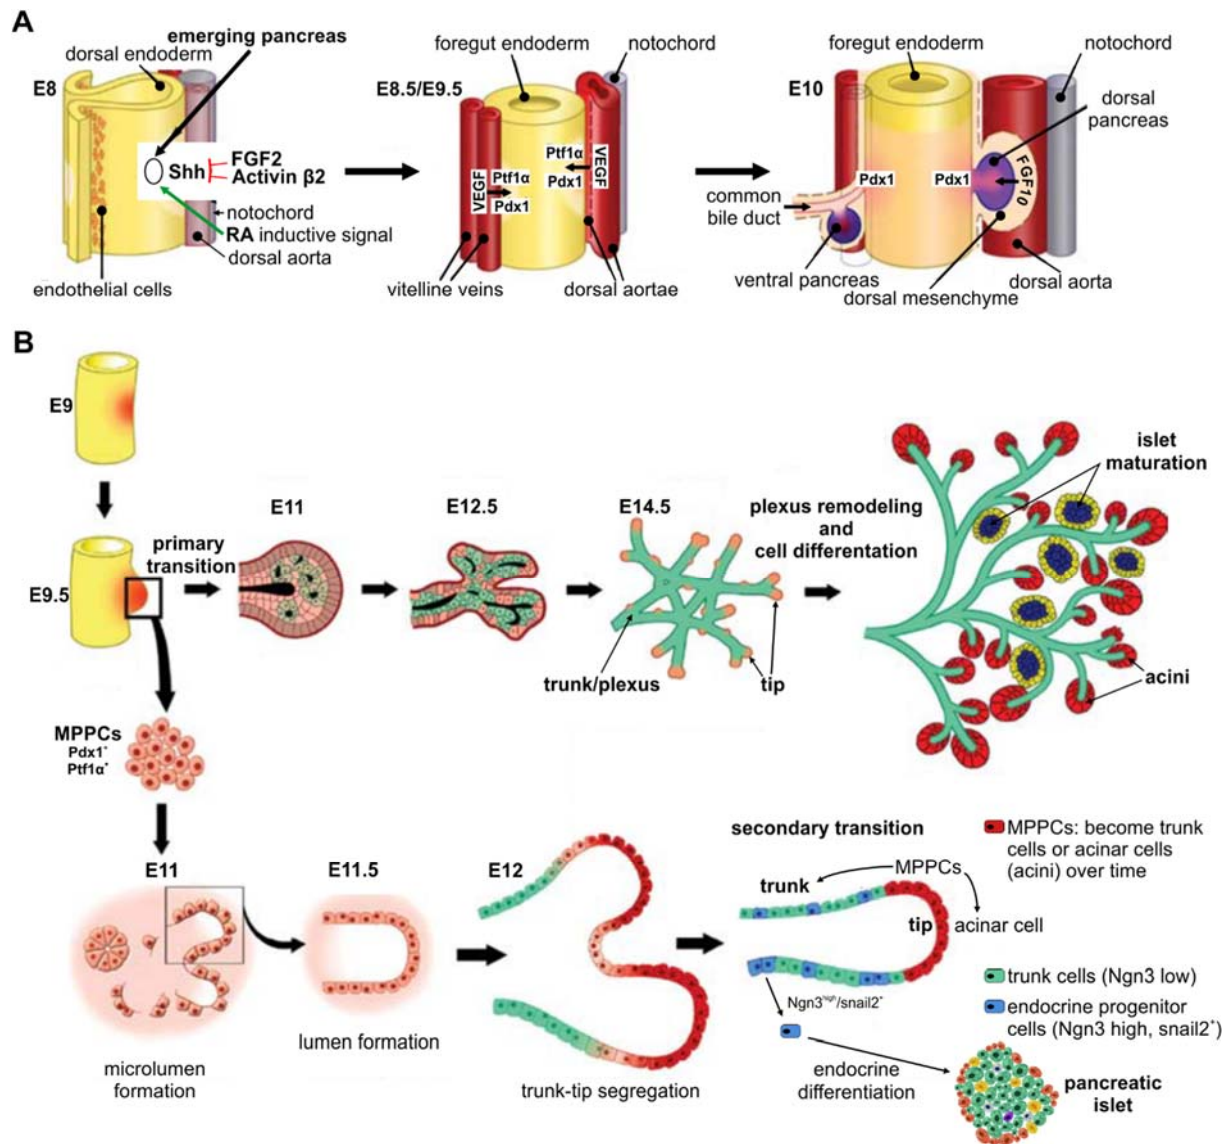 A
emerging pancreas
dorsal endoderm
E8
Shh
FGF2
Activin β2
notochord
RA inductive signal
dorsal aorta
endothelial cells
foregut endoderm
notochord
E8.5/E9.5
Ptf1α
Pdx1
VEGF
Ptf1α
Pdx1
VEGF
vitelline veins
dorsal aortae
foregut endoderm
notochord
E10
dorsal
pancreas
Pdx1
Pdx1
FGF10
common
bile duct
ventral pancreas
dorsal mesenchyme
dorsal aorta
B
E9
E9.5
primary
transition
E11
E12.5
E14.5
trunk/plexus
tip
plexus remodeling
and
cell differentation
islet
maturation
acini
MPPCs
Pdx1⁺
Ptf1α⁺
E11
microlumen
formation
E11.5
lumen formation
E12
trunk-tip segregation
secondary transition
MPPCs
trunk
tip
acinar cell
Ngn3ʰⁱᵍʰ/snail2⁺
endocrine
differentiation
pancreatic
islet
MPPCs: become trunk
cells or acinar cells
(acini) over time
trunk cells (Ngn3 low)
endocrine progenitor
cells (Ngn3 high, snail2⁺)